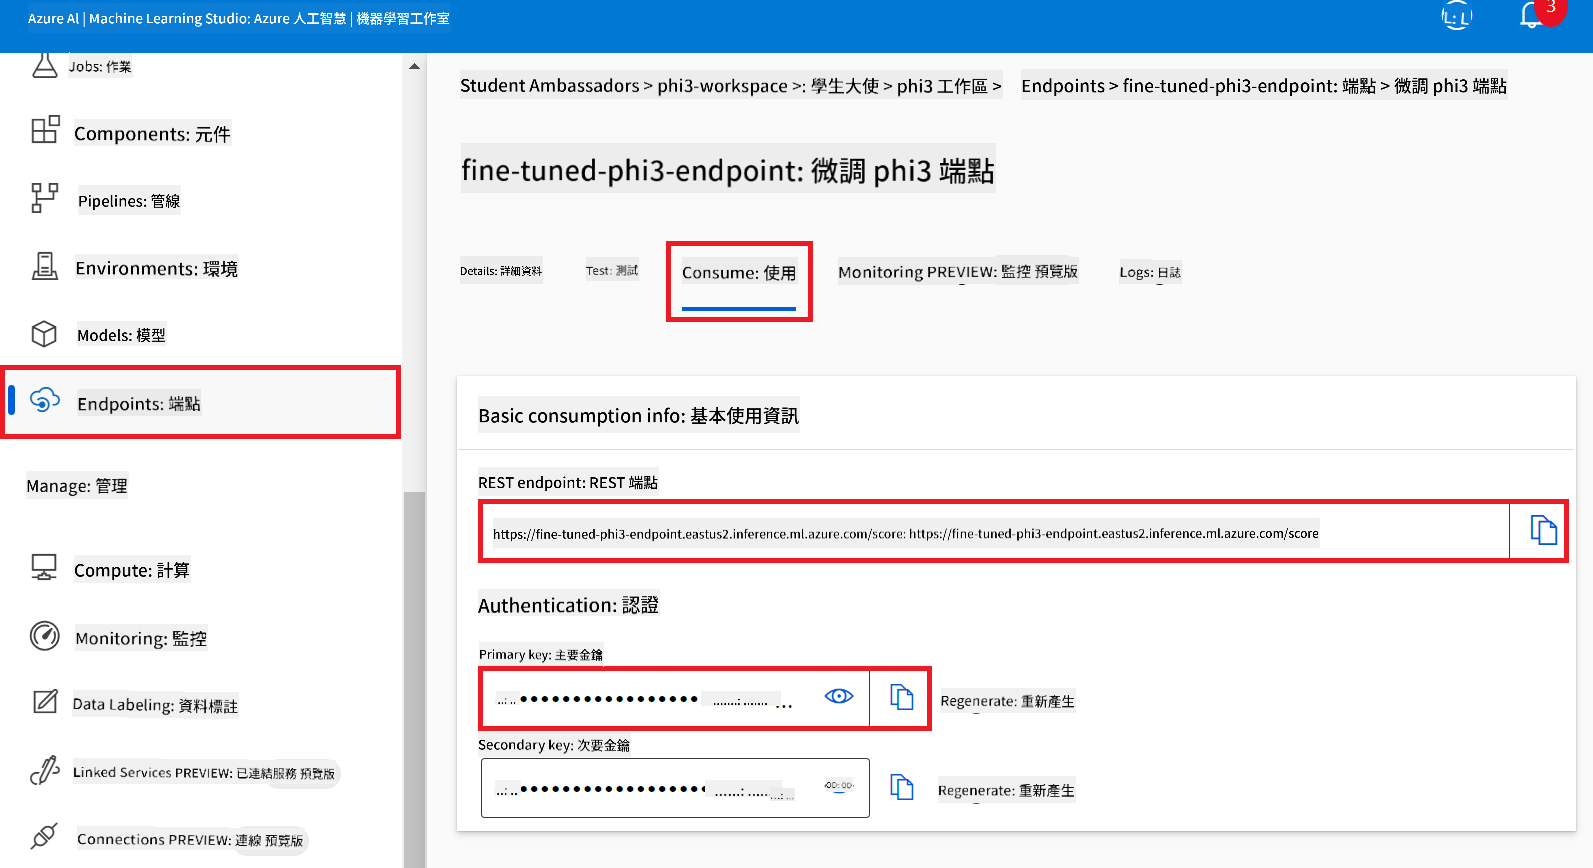 Azure Al | Machine Learning Studio: Azure 人工智慧 | 機器學習工作室
3
Jobs: 作業
Components: 元件
Pipelines: 管線
Environments: 環境
Models: 模型
Endpoints: 端點
Manage: 管理
Compute: 計算
Monitoring: 監控
Data Labeling: 資料標註
Linked Services PREVIEW: 已連結服務 預覽版
Connections PREVIEW: 連線 預覽版
Student Ambassadors > phi3-workspace >: 學生大使 > phi3 工作區 > Endpoints > fine-tuned-phi3-endpoint: 端點 > 微調 phi3 端點
fine-tuned-phi3-endpoint: 微調 phi3 端點
Details: 詳細資料 Test: 測試 Consume: 使用 Monitoring PREVIEW: 監控 預覽版 Logs: 日誌
Basic consumption info: 基本使用資訊
REST endpoint: REST 端點
https://fine-tuned-phi3-endpoint.eastus2.inference.ml.azure.com/score: https://fine-tuned-phi3-endpoint.eastus2.inference.ml.azure.com/score
Authentication: 認證
Primary key: 主要金鑰
Regenerate: 重新產生
Secondary key: 次要金鑰
Regenerate: 重新產生